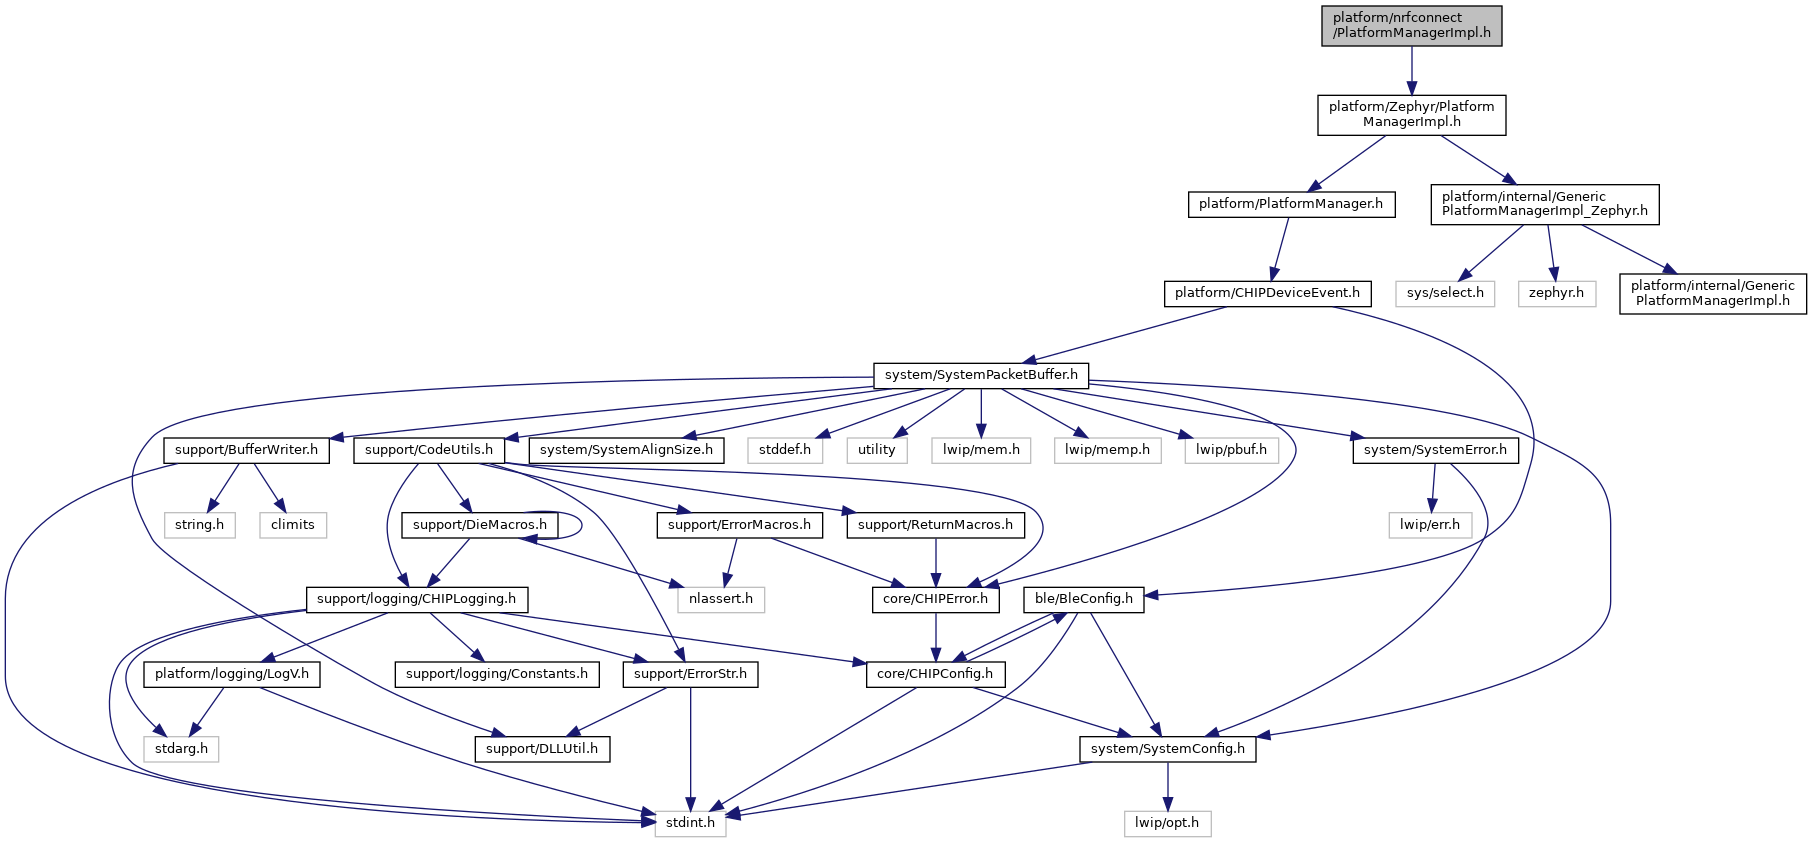 platform/nrfconnect
/PlatformManagerImpl.h
platform/Zephyr/Platform
ManagerImpl.h
platform/PlatformManager.h
platform/internal/Generic
PlatformManagerImpl_Zephyr.h
platform/CHIPDeviceEvent.h
sys/select.h
zephyr.h
platform/internal/Generic
PlatformManagerImpl.h
system/SystemPacketBuffer.h
support/BufferWriter.h
support/CodeUtils.h
system/SystemAlignSize.h
stddef.h
utility
lwip/mem.h
lwip/memp.h
lwip/pbuf.h
system/SystemError.h
string.h
climits
support/DieMacros.h
support/ErrorMacros.h
support/ReturnMacros.h
lwip/err.h
support/logging/CHIPLogging.h
nlassert.h
core/CHIPError.h
ble/BleConfig.h
platform/logging/LogV.h
support/logging/Constants.h
support/ErrorStr.h
core/CHIPConfig.h
stdarg.h
support/DLLUtil.h
system/SystemConfig.h
stdint.h
lwip/opt.h